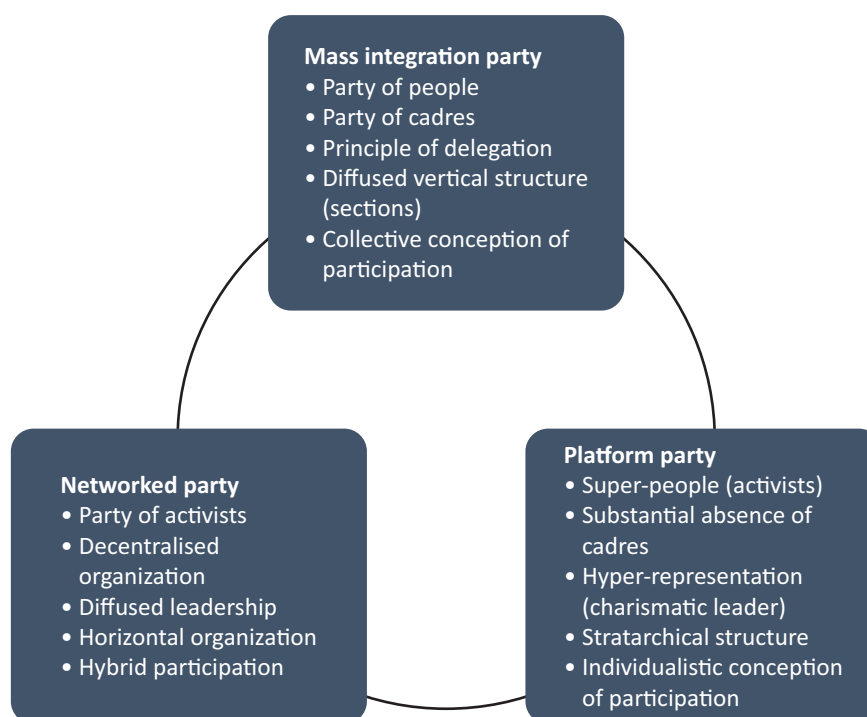 Mass integration party
• Party of people
• Party of cadres
• Principle of delegation
• Diffused vertical structure
(sections)
• Collective conception of
participation
Networked party
• Party of activists
• Decentralised
organization
• Diffused leadership
• Horizontal organization
• Hybrid participation
Platform party
• Super-people (activists)
• Substantial absence of
cadres
• Hyper-representation
(charismatic leader)
• Stratarchical structure
• Individualistic conception
of participation